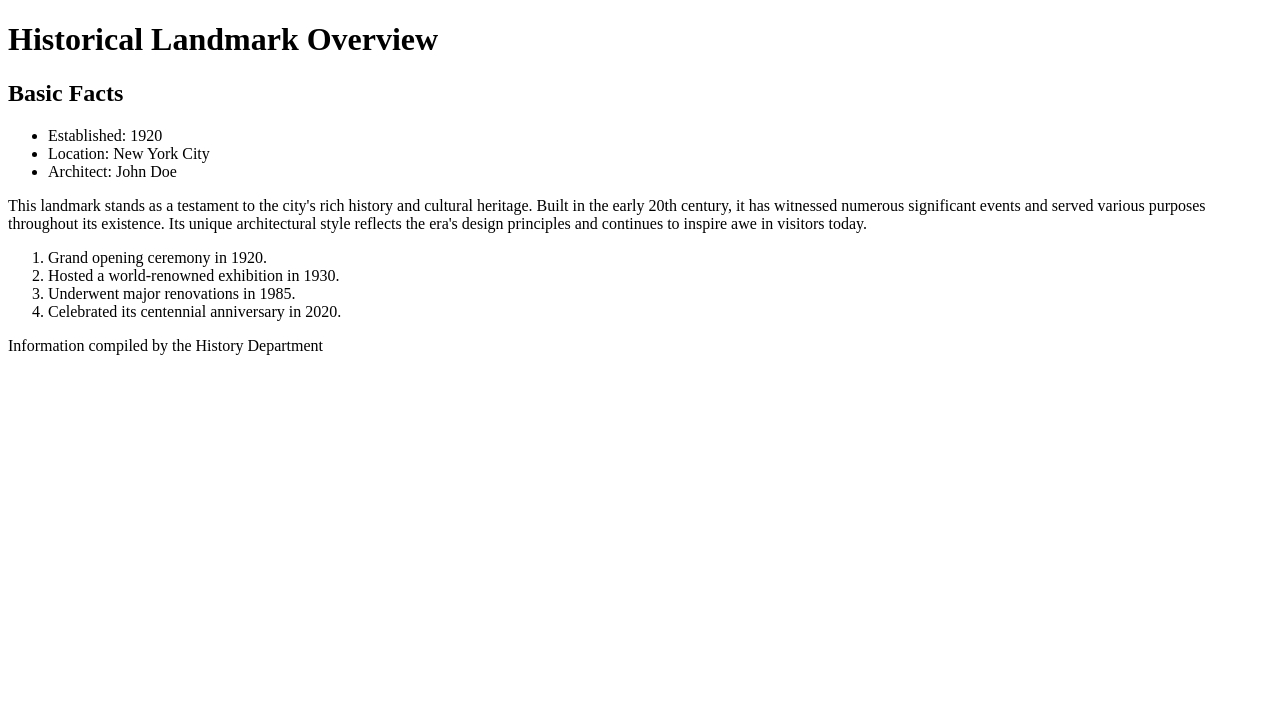 Historical Landmark Overview
Basic Facts
• Established: 1920
• Location: New York City
• Architect: John Doe
This landmark stands as a testament to the city's rich history and cultural heritage. Built in the early 20th century, it has witnessed numerous significant events and served various purposes
throughout its existence. Its unique architectural style reflects the era's design principles and continues to inspire awe in visitors today.
1. Grand opening ceremony in 1920.
2. Hosted a world-renowned exhibition in 1930.
3. Underwent major renovations in 1985.
4. Celebrated its centennial anniversary in 2020.
Information compiled by the History Department